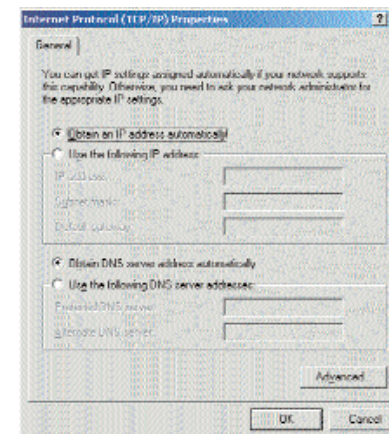 Internet Protocol (TCP/IP) Properties
?
General
You can get IP settings assigned automatically if your network supports
this capability. Otherwise, you need to ask your network administrator for
the appropriate IP settings.
Obtain an IP address automatically
Use the following IP address:
IP address:
Subnet mask:
Default gateway:
Obtain DNS server address automatically
Use the following DNS server addresses:
Preferred DNS server:
Alternate DNS server:
Advanced...
OK
Cancel